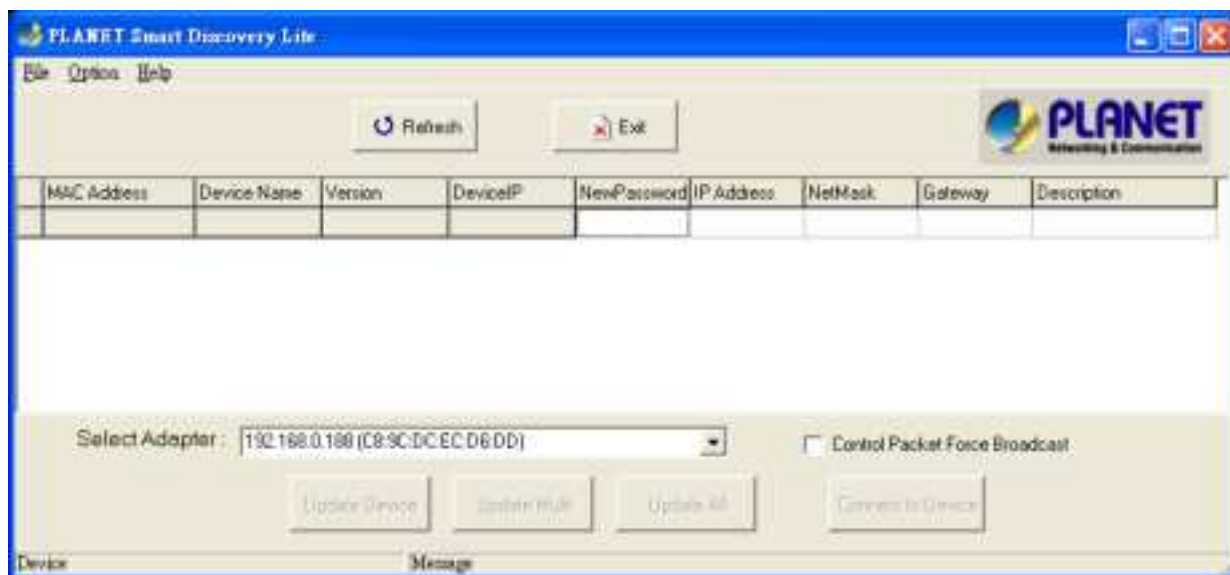 PLANET Smart Discovery Lite
File Option Help
Refresh Exit
PLANET
Networking & Communication
MAC Address Device Name Version DeviceIP NewPassword IP Address NetMask Gateway Description
Select Adapter : 192.168.0.188 (C8:9C:DC:EC:D6:DD)
Control Packet Force Broadcast
Update Device Update Multi Update All Connect to Device
Device Message